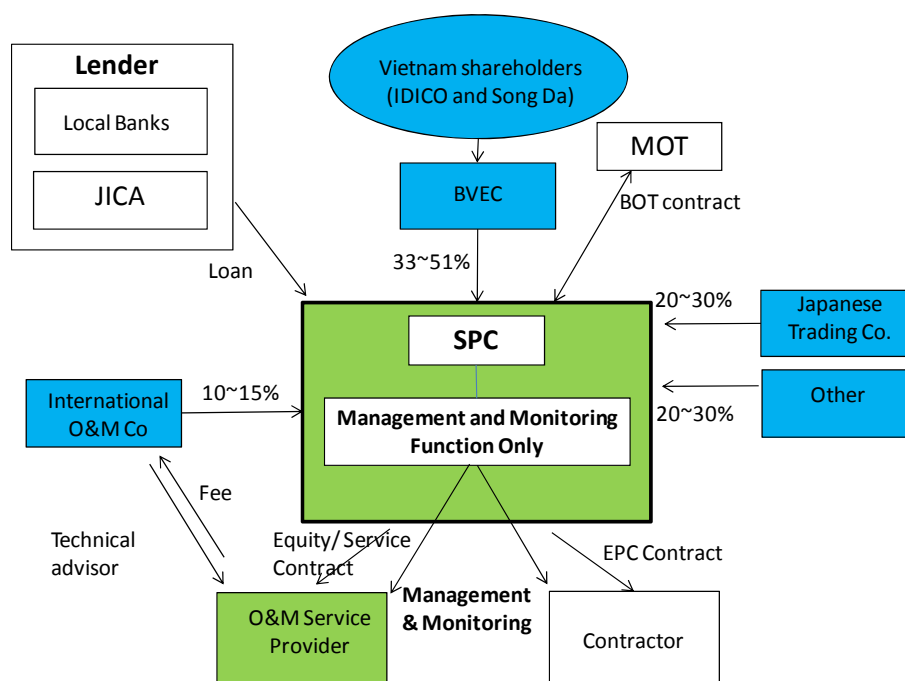 Lender
Local Banks
JICA
Vietnam shareholders
(IDICO and Song Da)
MOT
BVEC
BOT contract
Loan
33~51%
20~30%
Japanese
Trading Co.
SPC
International
O&M Co
10~15%
Management and Monitoring
Function Only
Other
20~30%
Fee
Technical
advisor
Equity/ Service
Contract
EPC Contract
Management
& Monitoring
O&M Service
Provider
Contractor